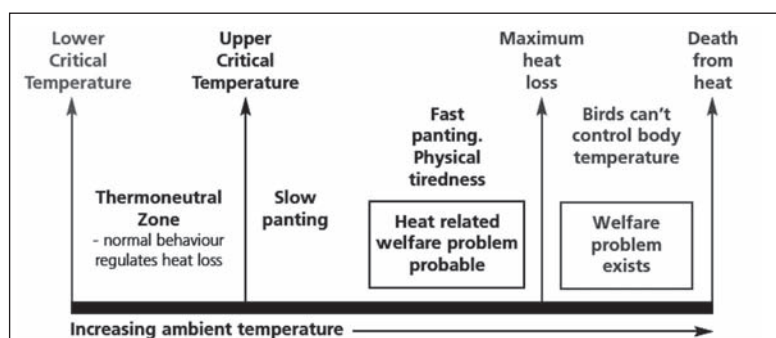 Lower
Critical
Temperature
Upper
Critical
Temperature
Maximum
heat
loss
Death
from
heat
Thermoneutral
Zone
- normal behaviour
regulates heat loss
Slow
panting
Fast
panting.
Physical
tiredness
Heat related
welfare problem
probable
Birds can't
control body
temperature
Welfare
problem
exists
Increasing ambient temperature